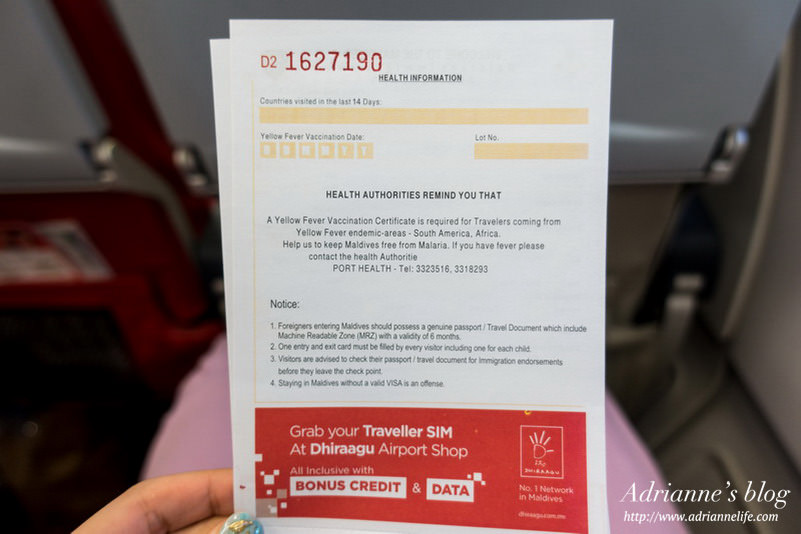 D2 1627190
HEALTH INFORMATION
Countries visited in the last 14 Days:
Yellow Fever Vaccination Date:
Lot No.
D D M M Y Y
HEALTH AUTHORITIES REMIND YOU THAT
A Yellow Fever Vaccination Certificate is required for Travelers coming from
Yellow Fever endemic-areas - South America, Africa.
Help us to keep Maldives free from Malaria. If you have fever please
contact the health Authoritie
PORT HEALTH - Tel: 3323516, 3318293
Notice:
1. Foreigners entering Maldives should possess a genuine passport / Travel Document which include
Machine Readable Zone (MRZ) with a validity of 6 months.
2. One entry and exit card must be filled by every visitor including one for each child.
3. Visitors are advised to check their passport / travel document for Immigration endorsements
before they leave the check point.
4. Staying in Maldives without a valid VISA is an offense.
Grab your Traveller SIM
At Dhiraagu Airport Shop
All Inclusive with
BONUS CREDIT & DATA
DHIRAAGU
No. 1 Network
in Maldives
dhiraagu.com.mv
Adrianne's blog
http://www.adriannelife.com